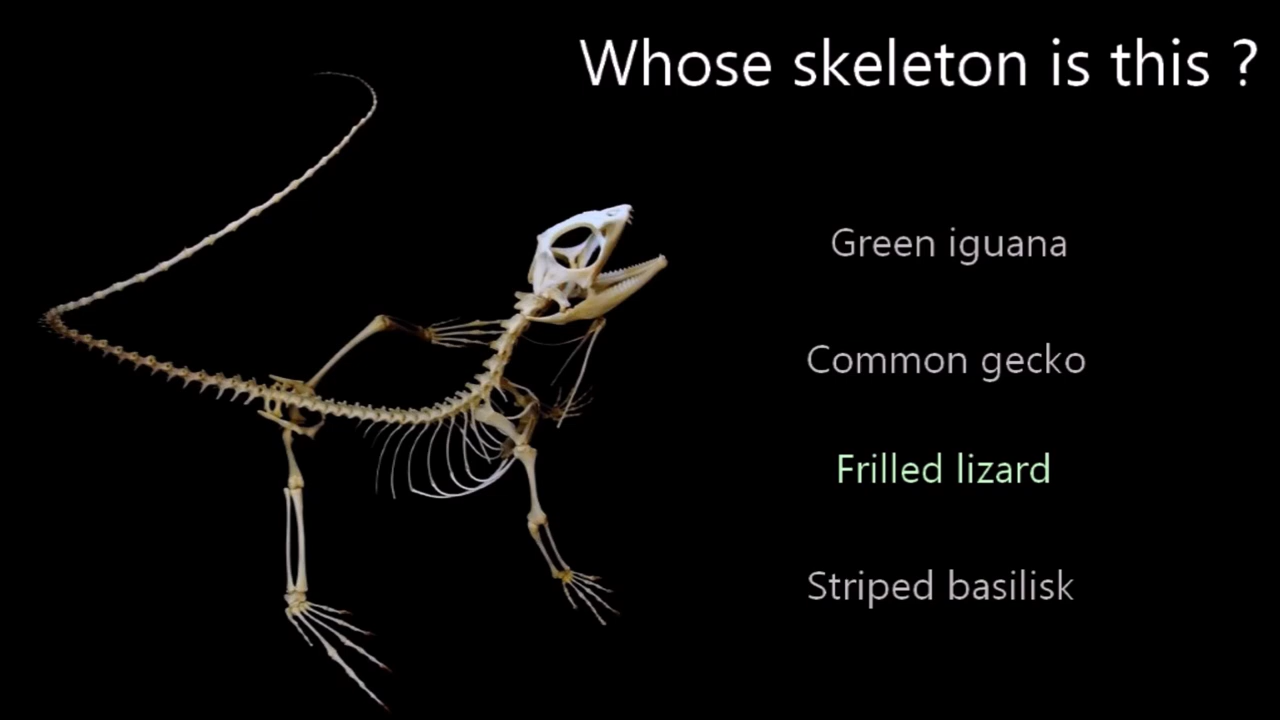 Whose skeleton is this ?
Green iguana
Common gecko
Frilled lizard
Striped basilisk